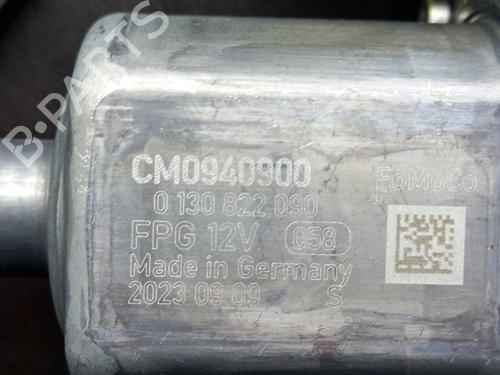 B-PARTS
CM0940900 FoMoCo
0 130 822 090
FPG 12V 058
Made in Germany
2023 09 09 S